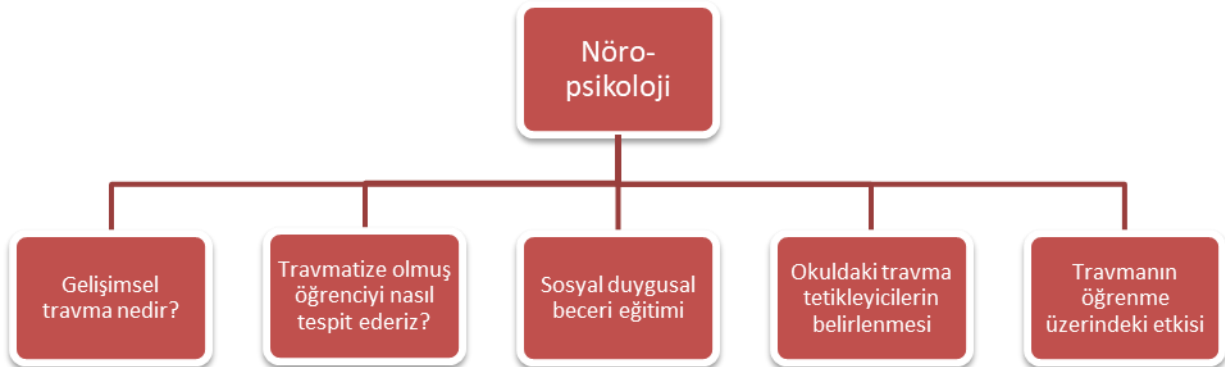 Nöro-
psikoloji
Gelişimsel
travma nedir?
Travmatize olmuş
öğrenciyi nasıl
tespit ederiz?
Sosyal duygusal
beceri eğitimi
Okuldaki travma
tetikleyicilerin
belirlenmesi
Travmanın
öğrenme
üzerindeki etkisi